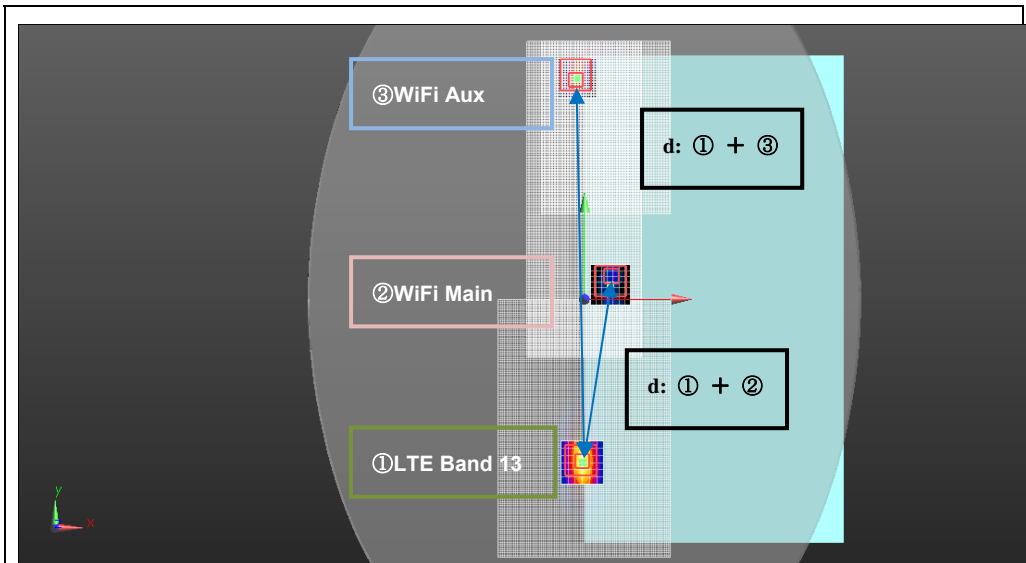 ③WiFi Aux
d: ① + ③
②WiFi Main
d: ① + ②
①LTE Band 13
y
x